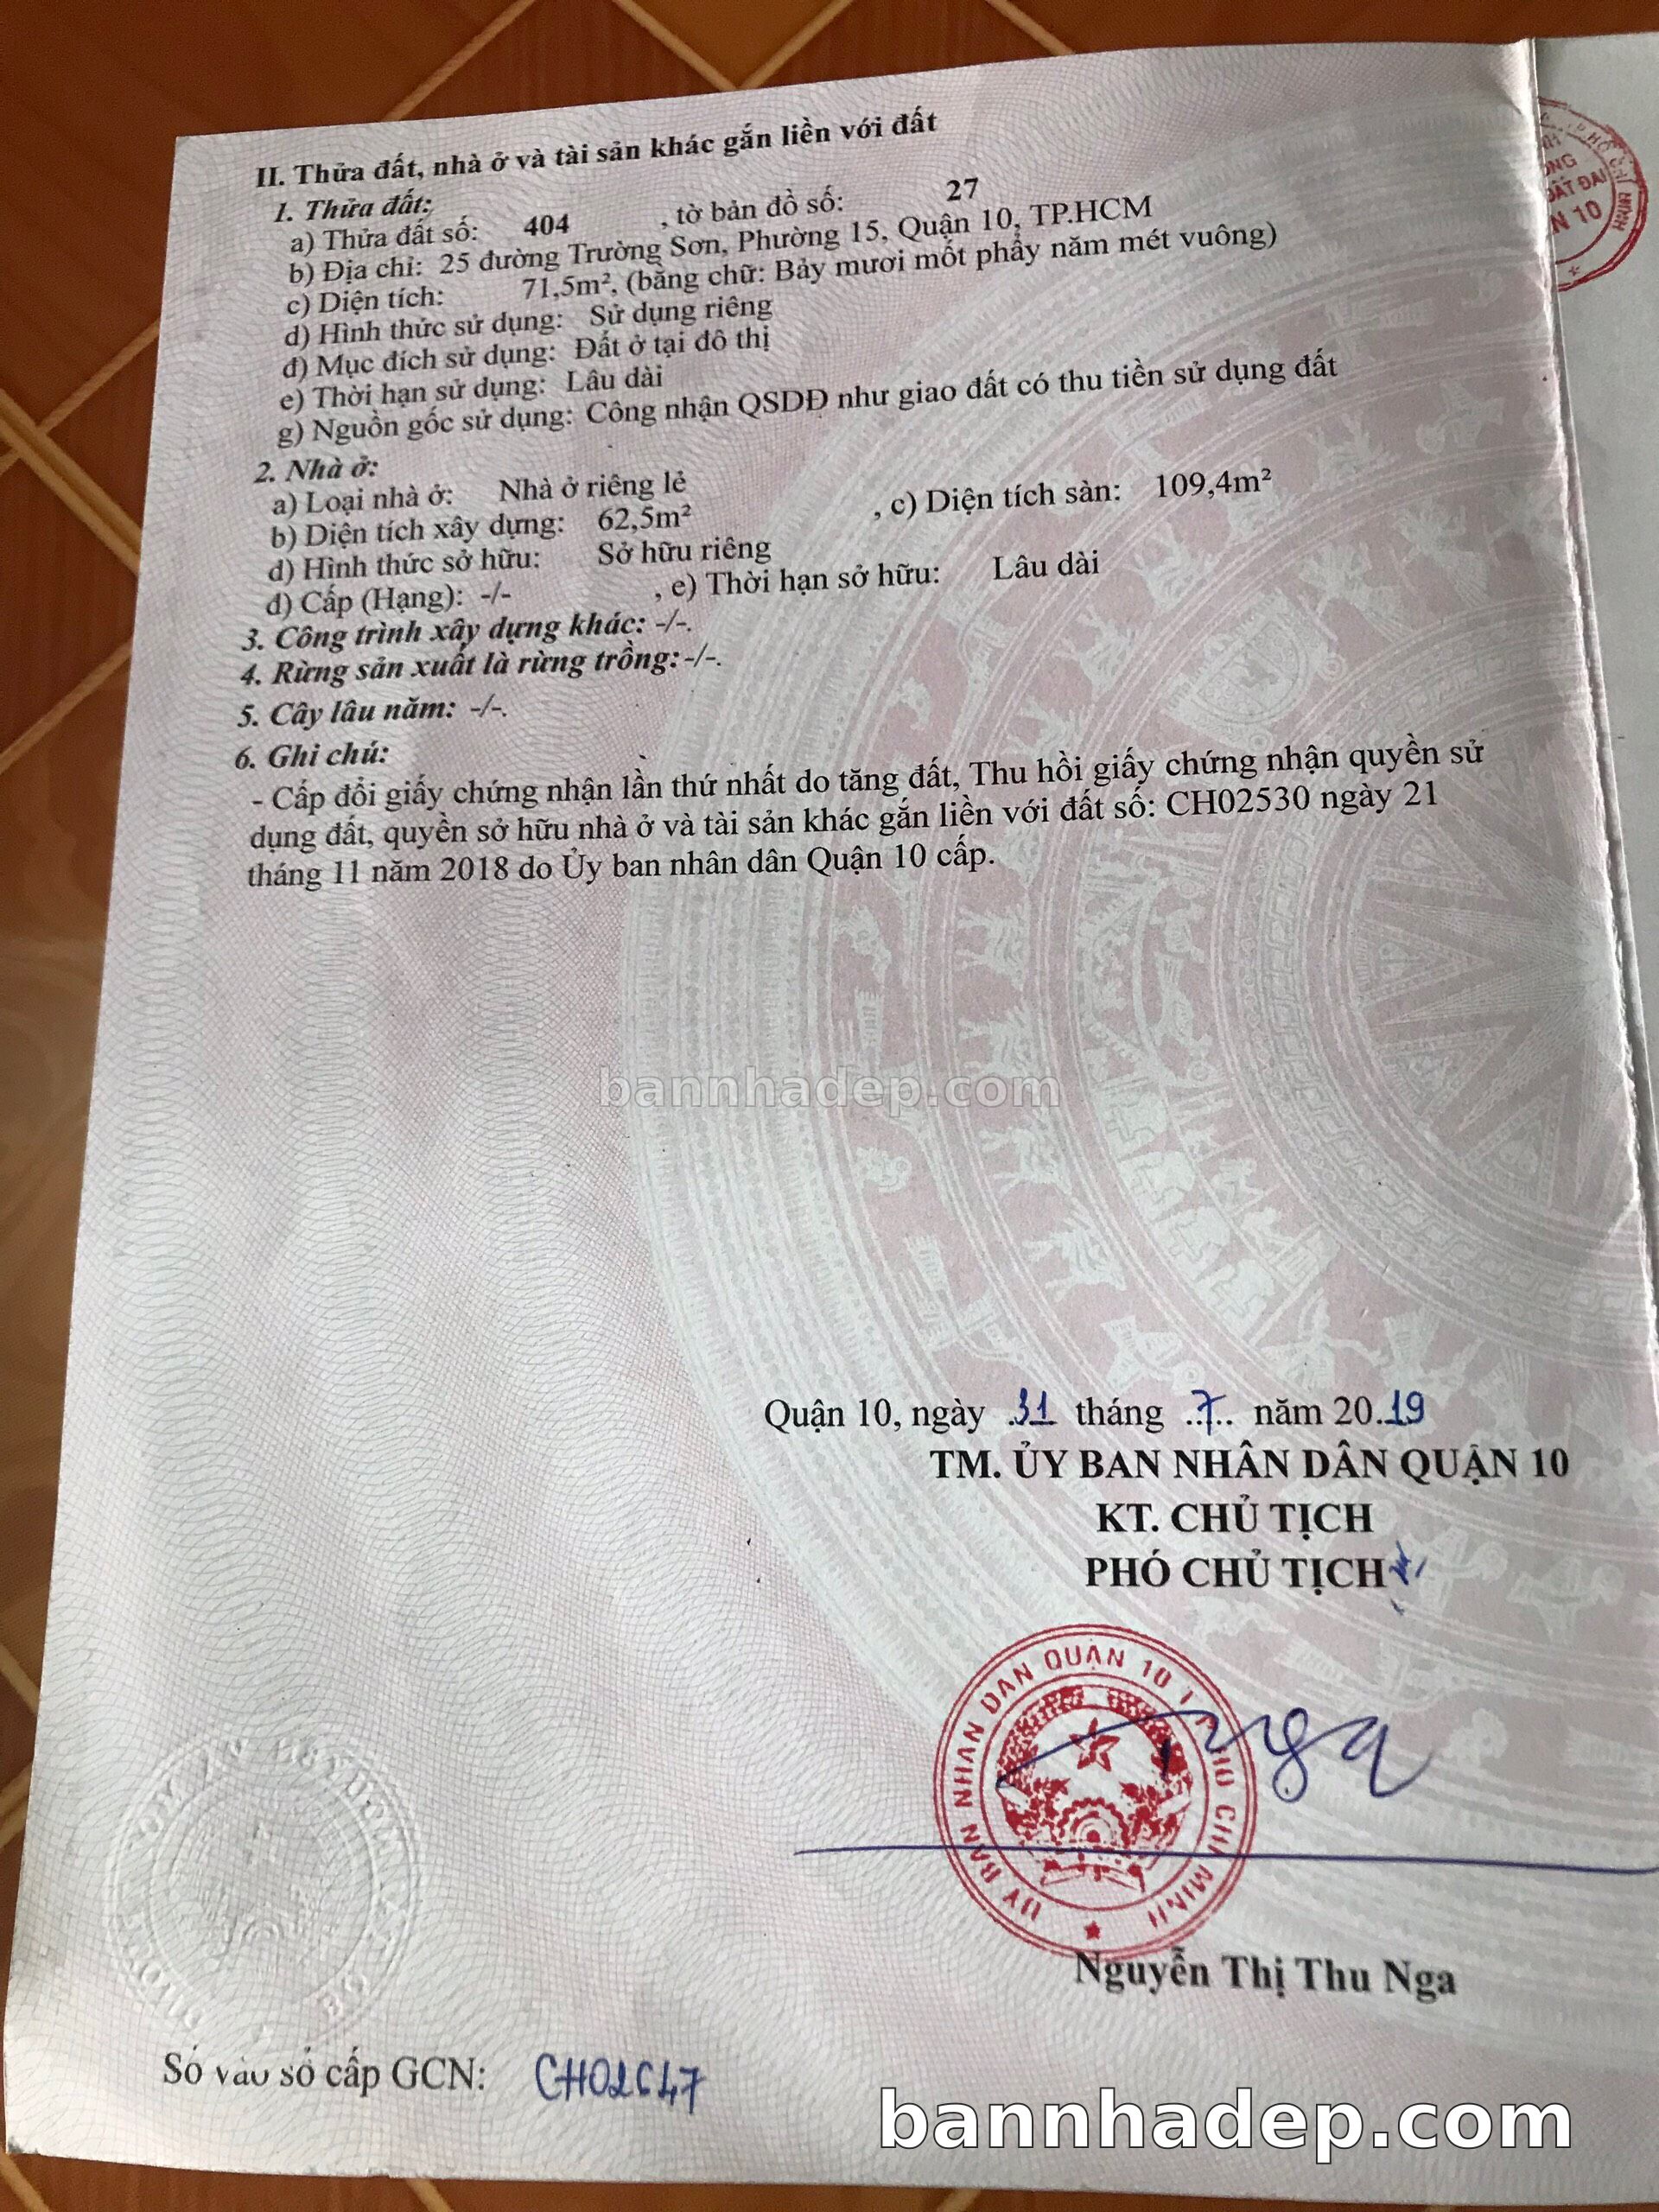 II. Thửa đất, nhà ở và tài sản khác gắn liền với đất
1. Thửa đất:
a) Thửa đất số: 404 , tờ bản đồ số: 27
b) Địa chỉ: 25 đường Trường Sơn, Phường 15, Quận 10, TP.HCM
c) Diện tích: 71,5m², (bằng chữ: Bảy mươi mốt phẩy năm mét vuông)
d) Hình thức sử dụng: Sử dụng riêng
đ) Mục đích sử dụng: Đất ở tại đô thị
e) Thời hạn sử dụng: Lâu dài
g) Nguồn gốc sử dụng: Công nhận QSDĐ như giao đất có thu tiền sử dụng đất
2. Nhà ở:
a) Loại nhà ở: Nhà ở riêng lẻ
b) Diện tích xây dựng: 62,5m² , c) Diện tích sàn: 109,4m²
d) Hình thức sở hữu: Sở hữu riêng
đ) Cấp (Hạng): -/- , e) Thời hạn sở hữu: Lâu dài
3. Công trình xây dựng khác: -/-.
4. Rừng sản xuất là rừng trồng: -/-.
5. Cây lâu năm: -/-.
6. Ghi chú:
- Cấp đổi giấy chứng nhận lần thứ nhất do tăng đất, Thu hồi giấy chứng nhận quyền sử
dụng đất, quyền sở hữu nhà ở và tài sản khác gắn liền với đất số: CH02530 ngày 21
tháng 11 năm 2018 do Ủy ban nhân dân Quận 10 cấp.
bannhadep.com
Quận 10, ngày 31 tháng 7 năm 2019
TM. ỦY BAN NHÂN DÂN QUẬN 10
KT. CHỦ TỊCH
PHÓ CHỦ TỊCH
ỦY BAN NHÂN DÂN QUẬN 10 T.P HỒ CHÍ MINH
Nga
Nguyễn Thị Thu Nga
Số vào sổ cấp GCN: CH02647
bannhadep.com